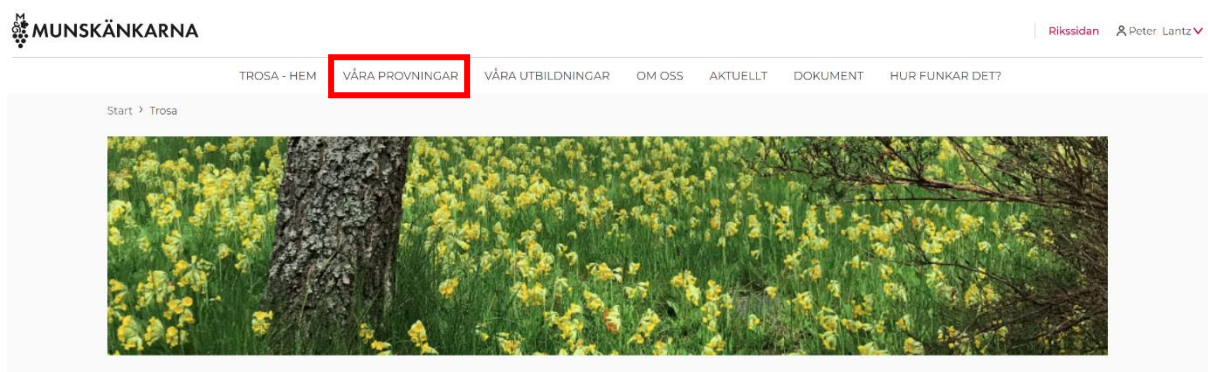 MUNSKÄNKARNA
Rikssidan Peter Lantz
TROSA - HEM VÅRA PROVNINGAR VÅRA UTBILDNINGAR OM OSS AKTUELLT DOKUMENT HUR FUNKAR DET?
Start > Trosa